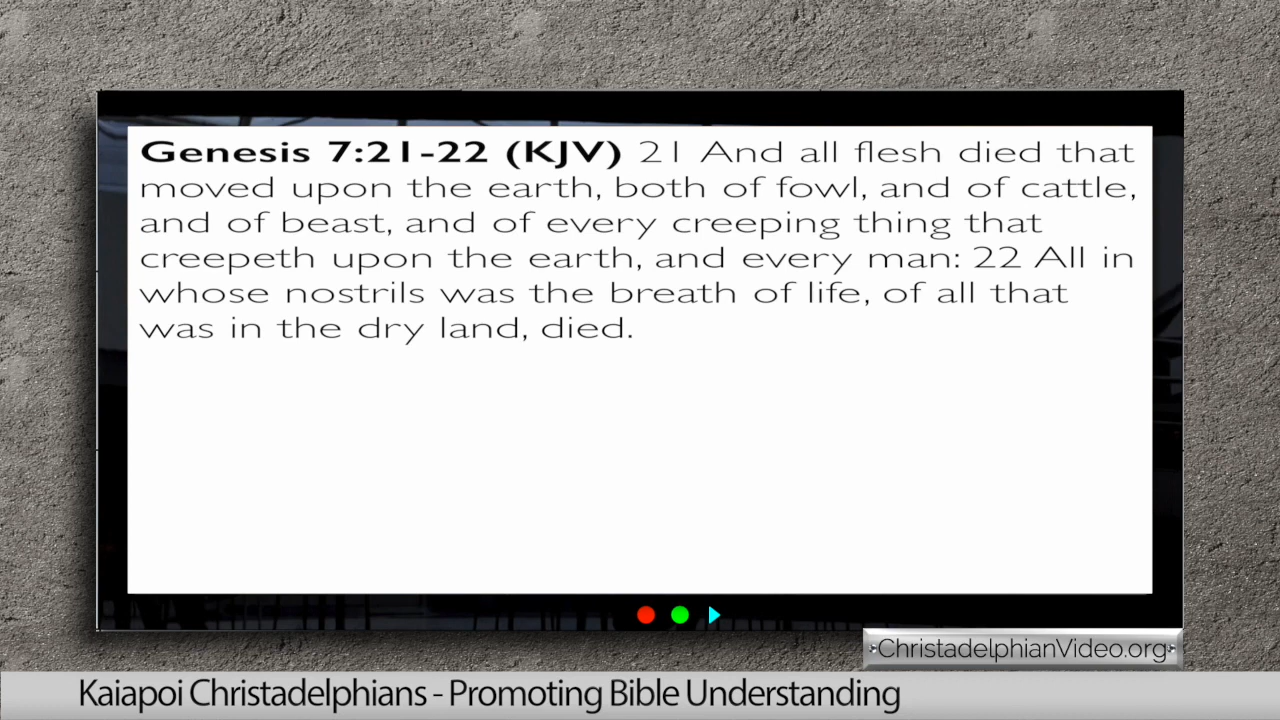 Genesis 7:21-22 (KJV) 21 And all flesh died that
moved upon the earth, both of fowl, and of cattle,
and of beast, and of every creeping thing that
creepeth upon the earth, and every man: 22 All in
whose nostrils was the breath of life, of all that
was in the dry land, died.
ChristadelphianVideo.org
Kaiapoi Christadelphians - Promoting Bible Understanding